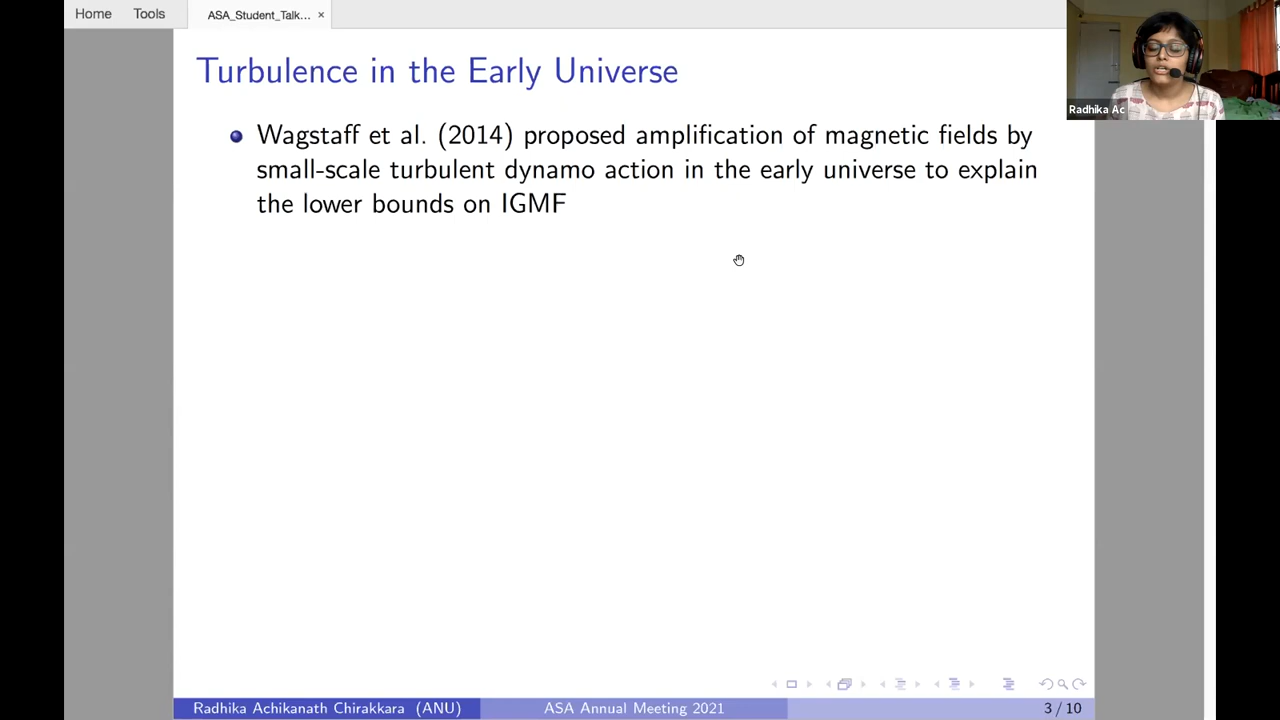 Home Tools ASA_Student_Talk... ×
Radhika Ac
Turbulence in the Early Universe
Wagstaff et al. (2014) proposed amplification of magnetic fields by
small-scale turbulent dynamo action in the early universe to explain
the lower bounds on IGMF
Radhika Achikanath Chirakkara (ANU) ASA Annual Meeting 2021 3 / 10